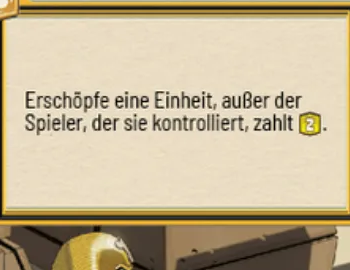 Erschöpfe eine Einheit, außer der
Spieler, der sie kontrolliert, zahlt 2.